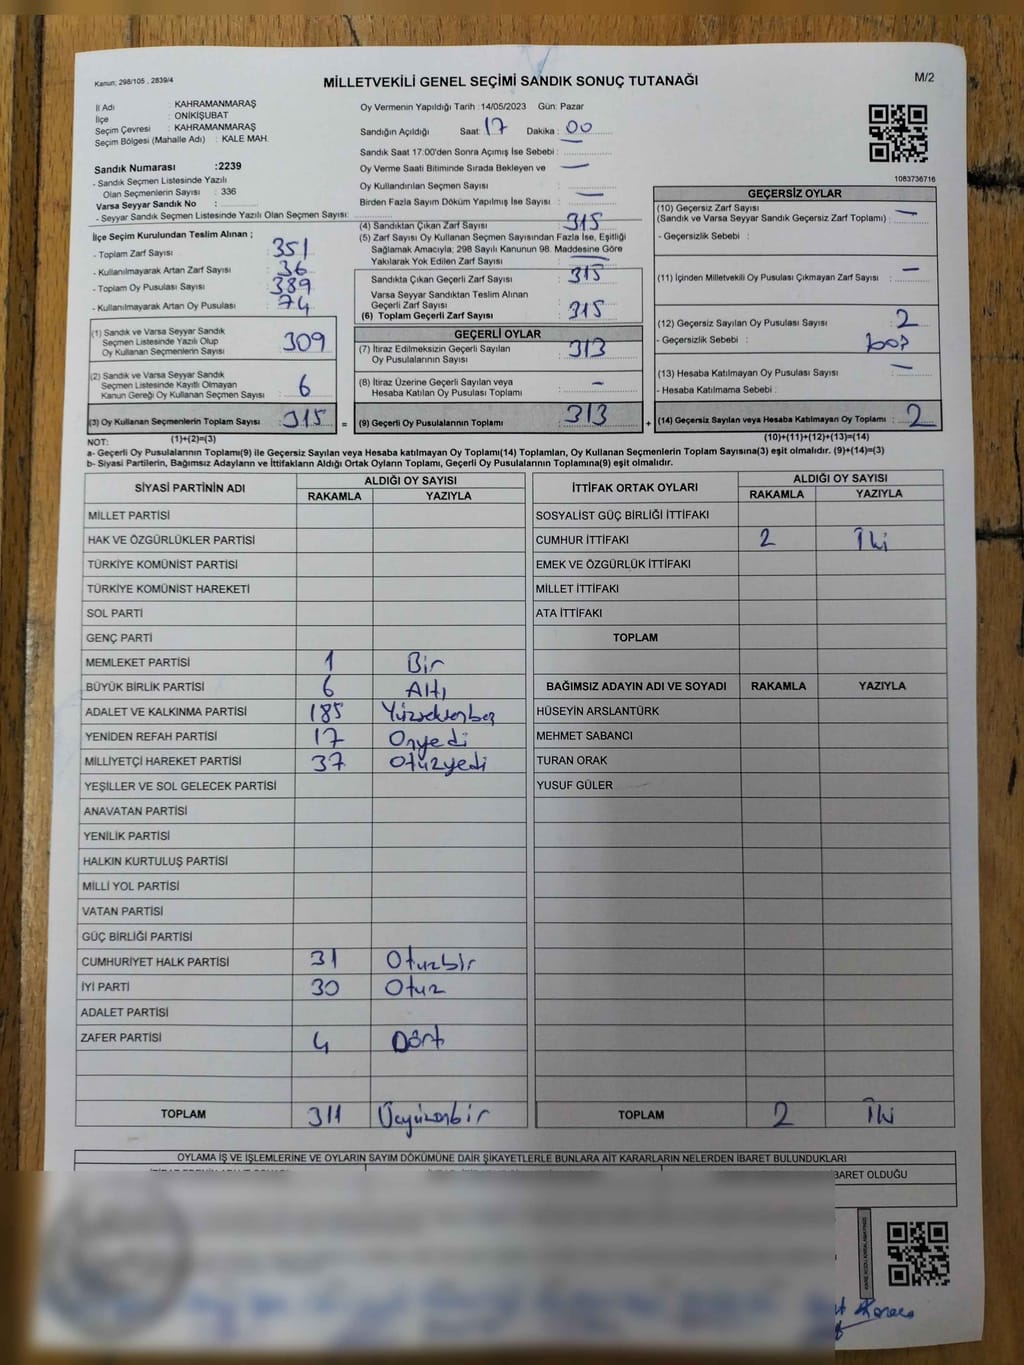 Kanun: 298/105 , 2839/4
MİLLETVEKİLİ GENEL SEÇİMİ SANDIK SONUÇ TUTANAĞI
M/2
İl Adı : KAHRAMANMARAŞ
İlçe : ONİKİŞUBAT
Seçim Çevresi : KAHRAMANMARAŞ
Seçim Bölgesi (Mahalle Adı) : KALE MAH.
Sandık Numarası :2239
- Sandık Seçmen Listesinde Yazılı
Olan Seçmenlerin Sayısı : 336
Varsa Seyyar Sandık No :
- Seyyar Sandık Seçmen Listesinde Yazılı Olan Seçmen Sayısı:
Oy Vermenin Yapıldığı Tarih :14/05/2023 Gün: Pazar
Sandığın Açıldığı Saat: 17 Dakika : 00
Sandık Saat 17:00'den Sonra Açımış İse Sebebi :
Oy Verme Saati Bitiminde Sırada Bekleyen ve —
Oy Kullandırılan Seçmen Sayısı
Birden Fazla Sayım Döküm Yapılmış İse Sayısı : —
1083736716
İlçe Seçim Kurulundan Teslim Alınan ;
- Toplam Zarf Sayısı : 351
- Kullanılmayarak Artan Zarf Sayısı : 36
- Toplam Oy Pusulası Sayısı : 389
- Kullanılmayarak Artan Oy Pusulası : 74
(1) Sandık ve Varsa Seyyar Sandık
Seçmen Listesinde Yazılı Olup
Oy Kullanan Seçmenlerin Sayısı : 309
(2) Sandık ve Varsa Seyyar Sandık
Seçmen Listesinde Kayıtlı Olmayan
Kanun Gereği Oy Kullanan Seçmen Sayısı : 6
(3) Oy Kullanan Seçmenlerin Toplam Sayısı : 315 =
(1)+(2)=(3)
(4) Sandıktan Çıkan Zarf Sayısı : 315
(5) Zarf Sayısı Oy Kullanan Seçmen Sayısından Fazla İse, Eşitliği
Sağlamak Amacıyla; 298 Sayılı Kanunun 98. Maddesine Göre
Yakılarak Yok Edilen Zarf Sayısı : —
Sandıkta Çıkan Geçerli Zarf Sayısı : 315
Varsa Seyyar Sandıktan Teslim Alınan
Geçerli Zarf Sayısı
(6) Toplam Geçerli Zarf Sayısı : 315
GEÇERLİ OYLAR
(7) İtiraz Edilmeksizin Geçerli Sayılan
Oy Pusulalarının Sayısı : 313
(8) İtiraz Üzerine Geçerli Sayılan veya
Hesaba Katılan Oy Pusulası Toplamı : —
(9) Geçerli Oy Pusulalarının Toplamı : 313 +
GEÇERSİZ OYLAR
(10) Geçersiz Zarf Sayısı : —
(Sandık ve Varsa Seyyar Sandık Geçersiz Zarf Toplamı)
- Geçersizlik Sebebi :
(11) İçinden Milletvekili Oy Pusulası Çıkmayan Zarf Sayısı : —
(12) Geçersiz Sayılan Oy Pusulası Sayısı : 2
- Geçersizlik Sebebi : boş
(13) Hesaba Katılmayan Oy Pusulası Sayısı : —
- Hesaba Katılmama Sebebi :
(14) Geçersiz Sayılan veya Hesaba Katılmayan Oy Toplamı : 2
(10)+(11)+(12)+(13)=(14)
NOT:
a- Geçerli Oy Pusulalarının Toplamı(9) ile Geçersiz Sayılan veya Hesaba katılmayan Oy Toplamı(14) Toplamları, Oy Kullanan Seçmenlerin Toplam Sayısına(3) eşit olmalıdır. (9)+(14)=(3)
b- Siyasi Partilerin, Bağımsız Adayların ve İttifakların Aldığı Ortak Oyların Toplamı, Geçerli Oy Pusulalarının Toplamına(9) eşit olmalıdır.
SİYASİ PARTİNİN ADI ALDIĞI OY SAYISI
RAKAMLA YAZIYLA
MİLLET PARTİSİ
HAK VE ÖZGÜRLÜKLER PARTİSİ
TÜRKİYE KOMÜNİST PARTİSİ
TÜRKİYE KOMÜNİST HAREKETİ
SOL PARTİ
GENÇ PARTİ
MEMLEKET PARTİSİ 1 Bir
BÜYÜK BİRLİK PARTİSİ 6 Altı
ADALET VE KALKINMA PARTİSİ 185 Yüzseksenbeş
YENİDEN REFAH PARTİSİ 17 Onyedi
MİLLİYETÇİ HAREKET PARTİSİ 37 Otuzyedi
YEŞİLLER VE SOL GELECEK PARTİSİ
ANAVATAN PARTİSİ
YENİLİK PARTİSİ
HALKIN KURTULUŞ PARTİSİ
MİLLİ YOL PARTİSİ
VATAN PARTİSİ
GÜÇ BİRLİĞİ PARTİSİ
CUMHURİYET HALK PARTİSİ 31 Otuzbir
İYİ PARTİ 30 Otuz
ADALET PARTİSİ
ZAFER PARTİSİ 4 Dört
TOPLAM 311 Üçyüzonbir
İTTİFAK ORTAK OYLARI ALDIĞI OY SAYISI
RAKAMLA YAZIYLA
SOSYALİST GÜÇ BİRLİĞİ İTTİFAKI
CUMHUR İTTİFAKI 2 İki
EMEK VE ÖZGÜRLÜK İTTİFAKI
MİLLET İTTİFAKI
ATA İTTİFAKI
TOPLAM
BAĞIMSIZ ADAYIN ADI VE SOYADI RAKAMLA YAZIYLA
HÜSEYİN ARSLANTÜRK
MEHMET SABANCI
TURAN ORAK
YUSUF GÜLER
TOPLAM 2 İki
OYLAMA İŞ VE İŞLEMLERİNE VE OYLARIN SAYIM DÖKÜMÜNE DAİR ŞİKAYETLERLE BUNLARA AİT KARARLARIN NELERDEN İBARET BULUNDUKLARI
İBARET OLDUĞU